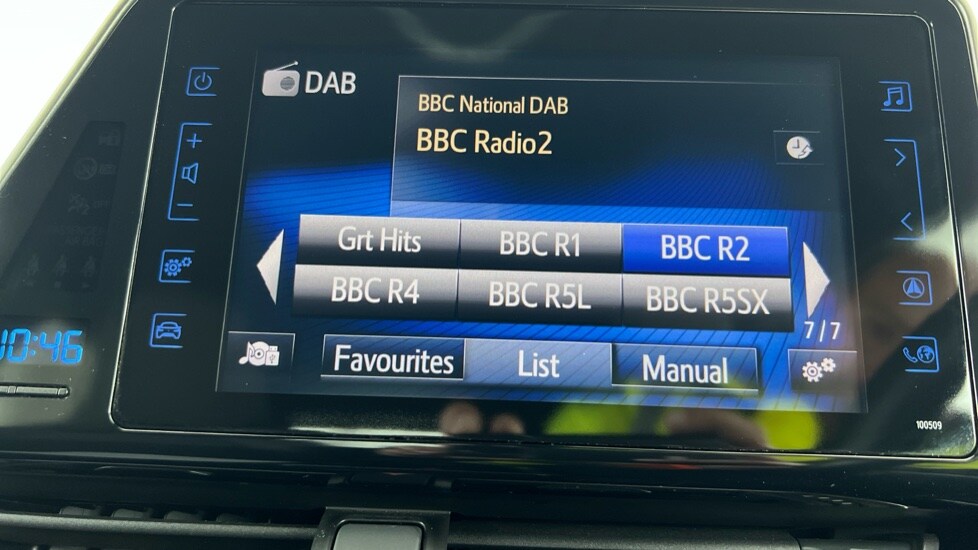 DAB
BBC National DAB
BBC Radio2
Grt Hits BBC R1 BBC R2
BBC R4 BBC R5L BBC R5SX
7/7
10:46
Favourites List Manual
100509